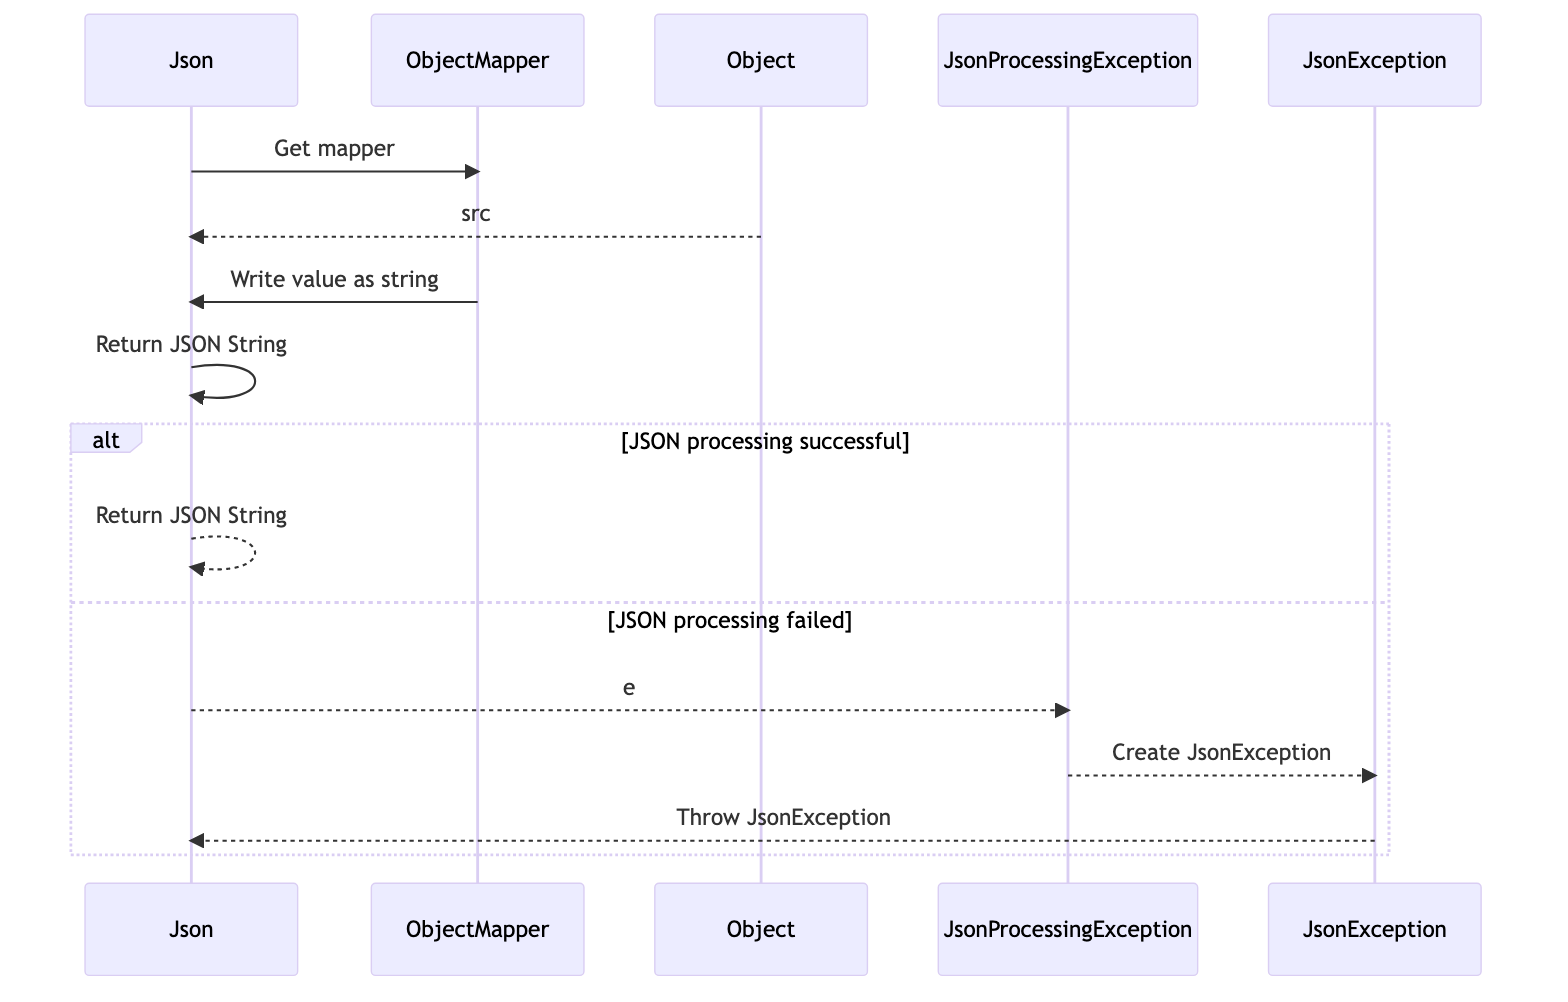 Json
ObjectMapper
Object
JsonProcessingException
JsonException
Get mapper
src
Write value as string
Return JSON String
alt
[JSON processing successful]
Return JSON String
[JSON processing failed]
e
Create JsonException
Throw JsonException
Json
ObjectMapper
Object
JsonProcessingException
JsonException